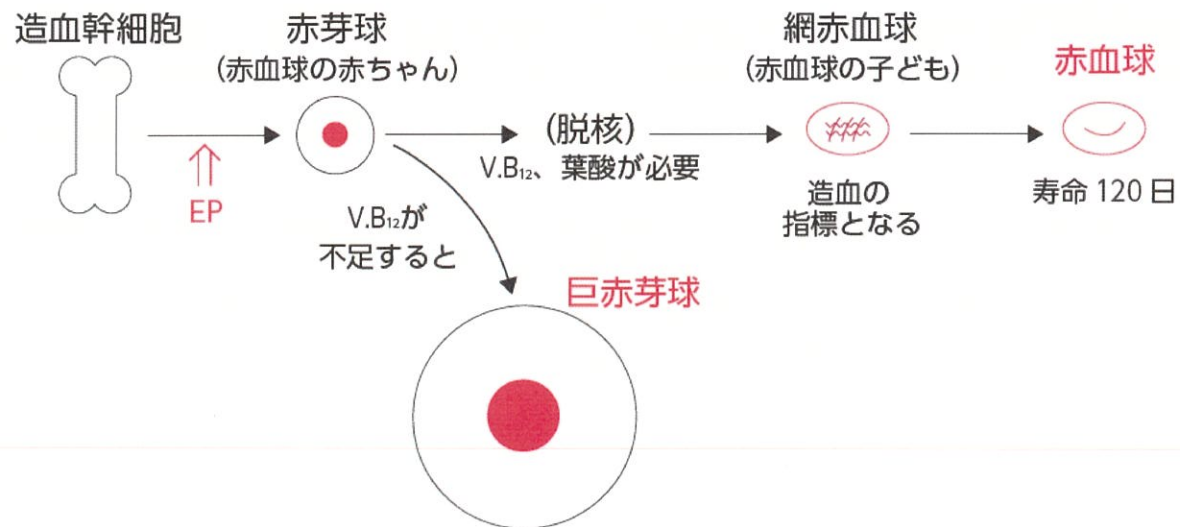 造血幹細胞
赤芽球
(赤血球の赤ちゃん)
(脱核)
V.B₁₂、葉酸が必要
網赤血球
(赤血球の子ども)
造血の
指標となる
赤血球
寿命 120 日
EP
V.B₁₂が
不足すると
巨赤芽球